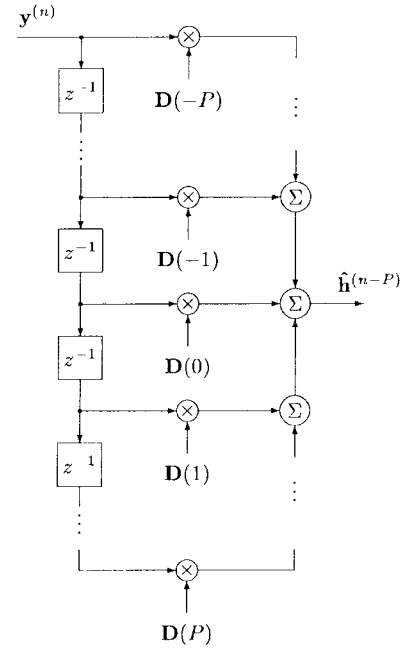 y^(n)
×
z^-1
D(−P)
⋮
⋮
×
Σ
z^-1
D(−1)
ĥ^(n−P)
×
Σ
z^-1
D(0)
×
Σ
z^-1
D(1)
⋮
⋮
×
D(P)